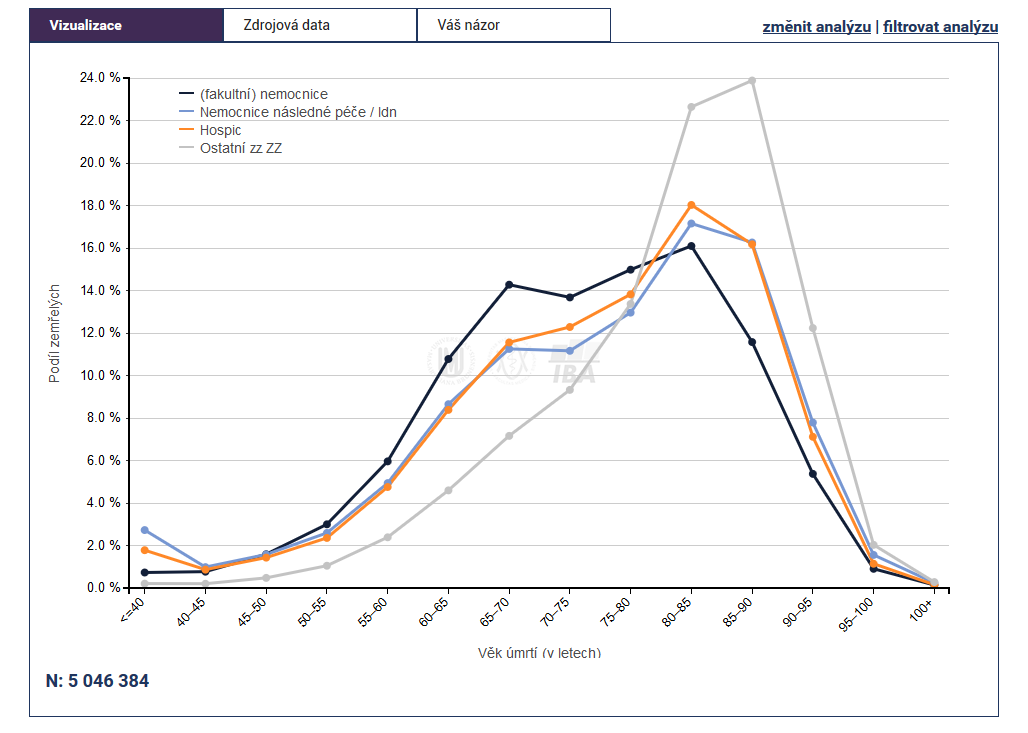 Vizualizace
Zdrojová data
Váš názor
změnit analýzu | filtrovat analýzu
24.0 %
22.0 %
20.0 %
18.0 %
16.0 %
14.0 %
12.0 %
10.0 %
8.0 %
6.0 %
4.0 %
2.0 %
0.0 %
Podíl zemřelých
(fakultní) nemocnice
Nemocnice následné péče / ldn
Hospic
Ostatní zz ZZ
IBA
<=40
40–45
45–50
50–55
55–60
60–65
65–70
70–75
75–80
80–85
85–90
90–95
95–100
100+
Věk úmrtí (v letech)
N: 5 046 384